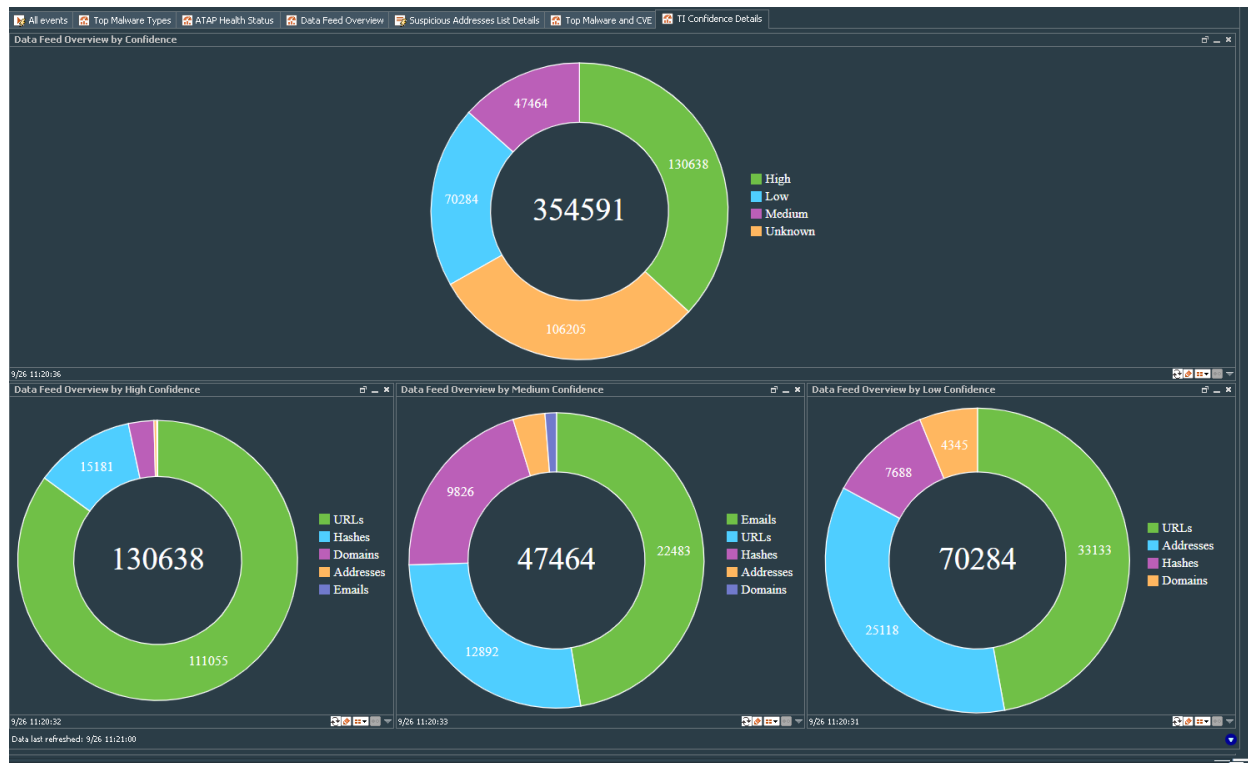 All events Top Malware Types ATAP Health Status Data Feed Overview Suspicious Addresses List Details Top Malware and CVE TI Confidence Details
Data Feed Overview by Confidence
47464
130638
70284
354591
106205
High
Low
Medium
Unknown
9/26 11:20:36
Data Feed Overview by High Confidence
15181
130638
111055
URLs
Hashes
Domains
Addresses
Emails
9/26 11:20:32
Data Feed Overview by Medium Confidence
9826
22483
47464
12892
Emails
URLs
Hashes
Addresses
Domains
9/26 11:20:33
Data Feed Overview by Low Confidence
4345
7688
33133
70284
25118
URLs
Addresses
Hashes
Domains
9/26 11:20:31
Data last refreshed: 9/26 11:21:00